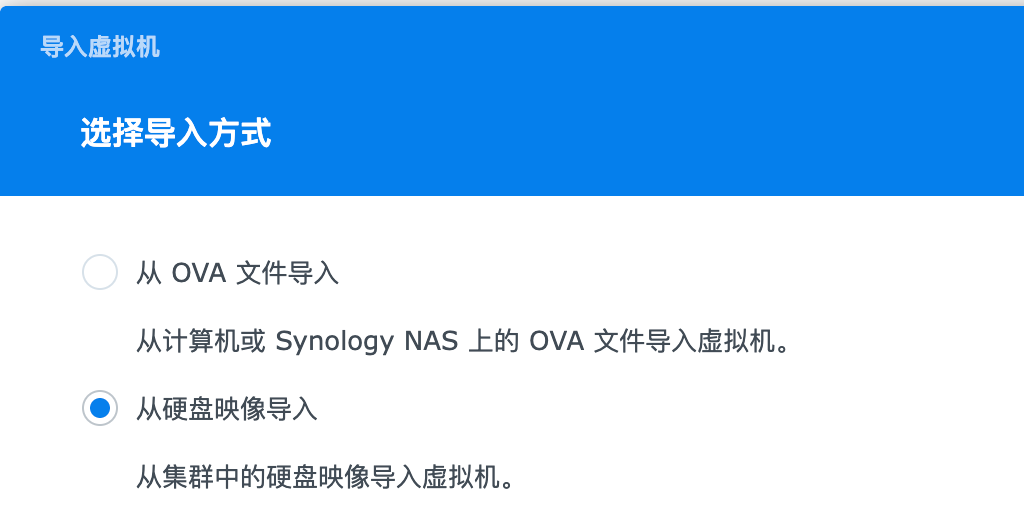 导入虚拟机
选择导入方式
从 OVA 文件导入
从计算机或 Synology NAS 上的 OVA 文件导入虚拟机。
从硬盘映像导入
从集群中的硬盘映像导入虚拟机。